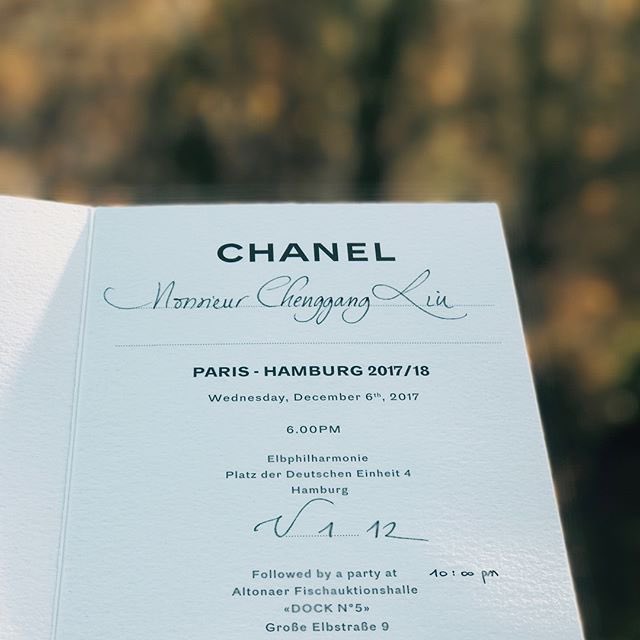 CHANEL
Monsieur Chenggang Liu
PARIS - HAMBURG 2017/18
Wednesday, December 6th, 2017
6.00PM
Elbphilharmonie
Platz der Deutschen Einheit 4
Hamburg
V 1 12
Followed by a party at 10:00 pm
Altonaer Fischauktionshalle
«DOCK N°5»
Große Elbstraße 9